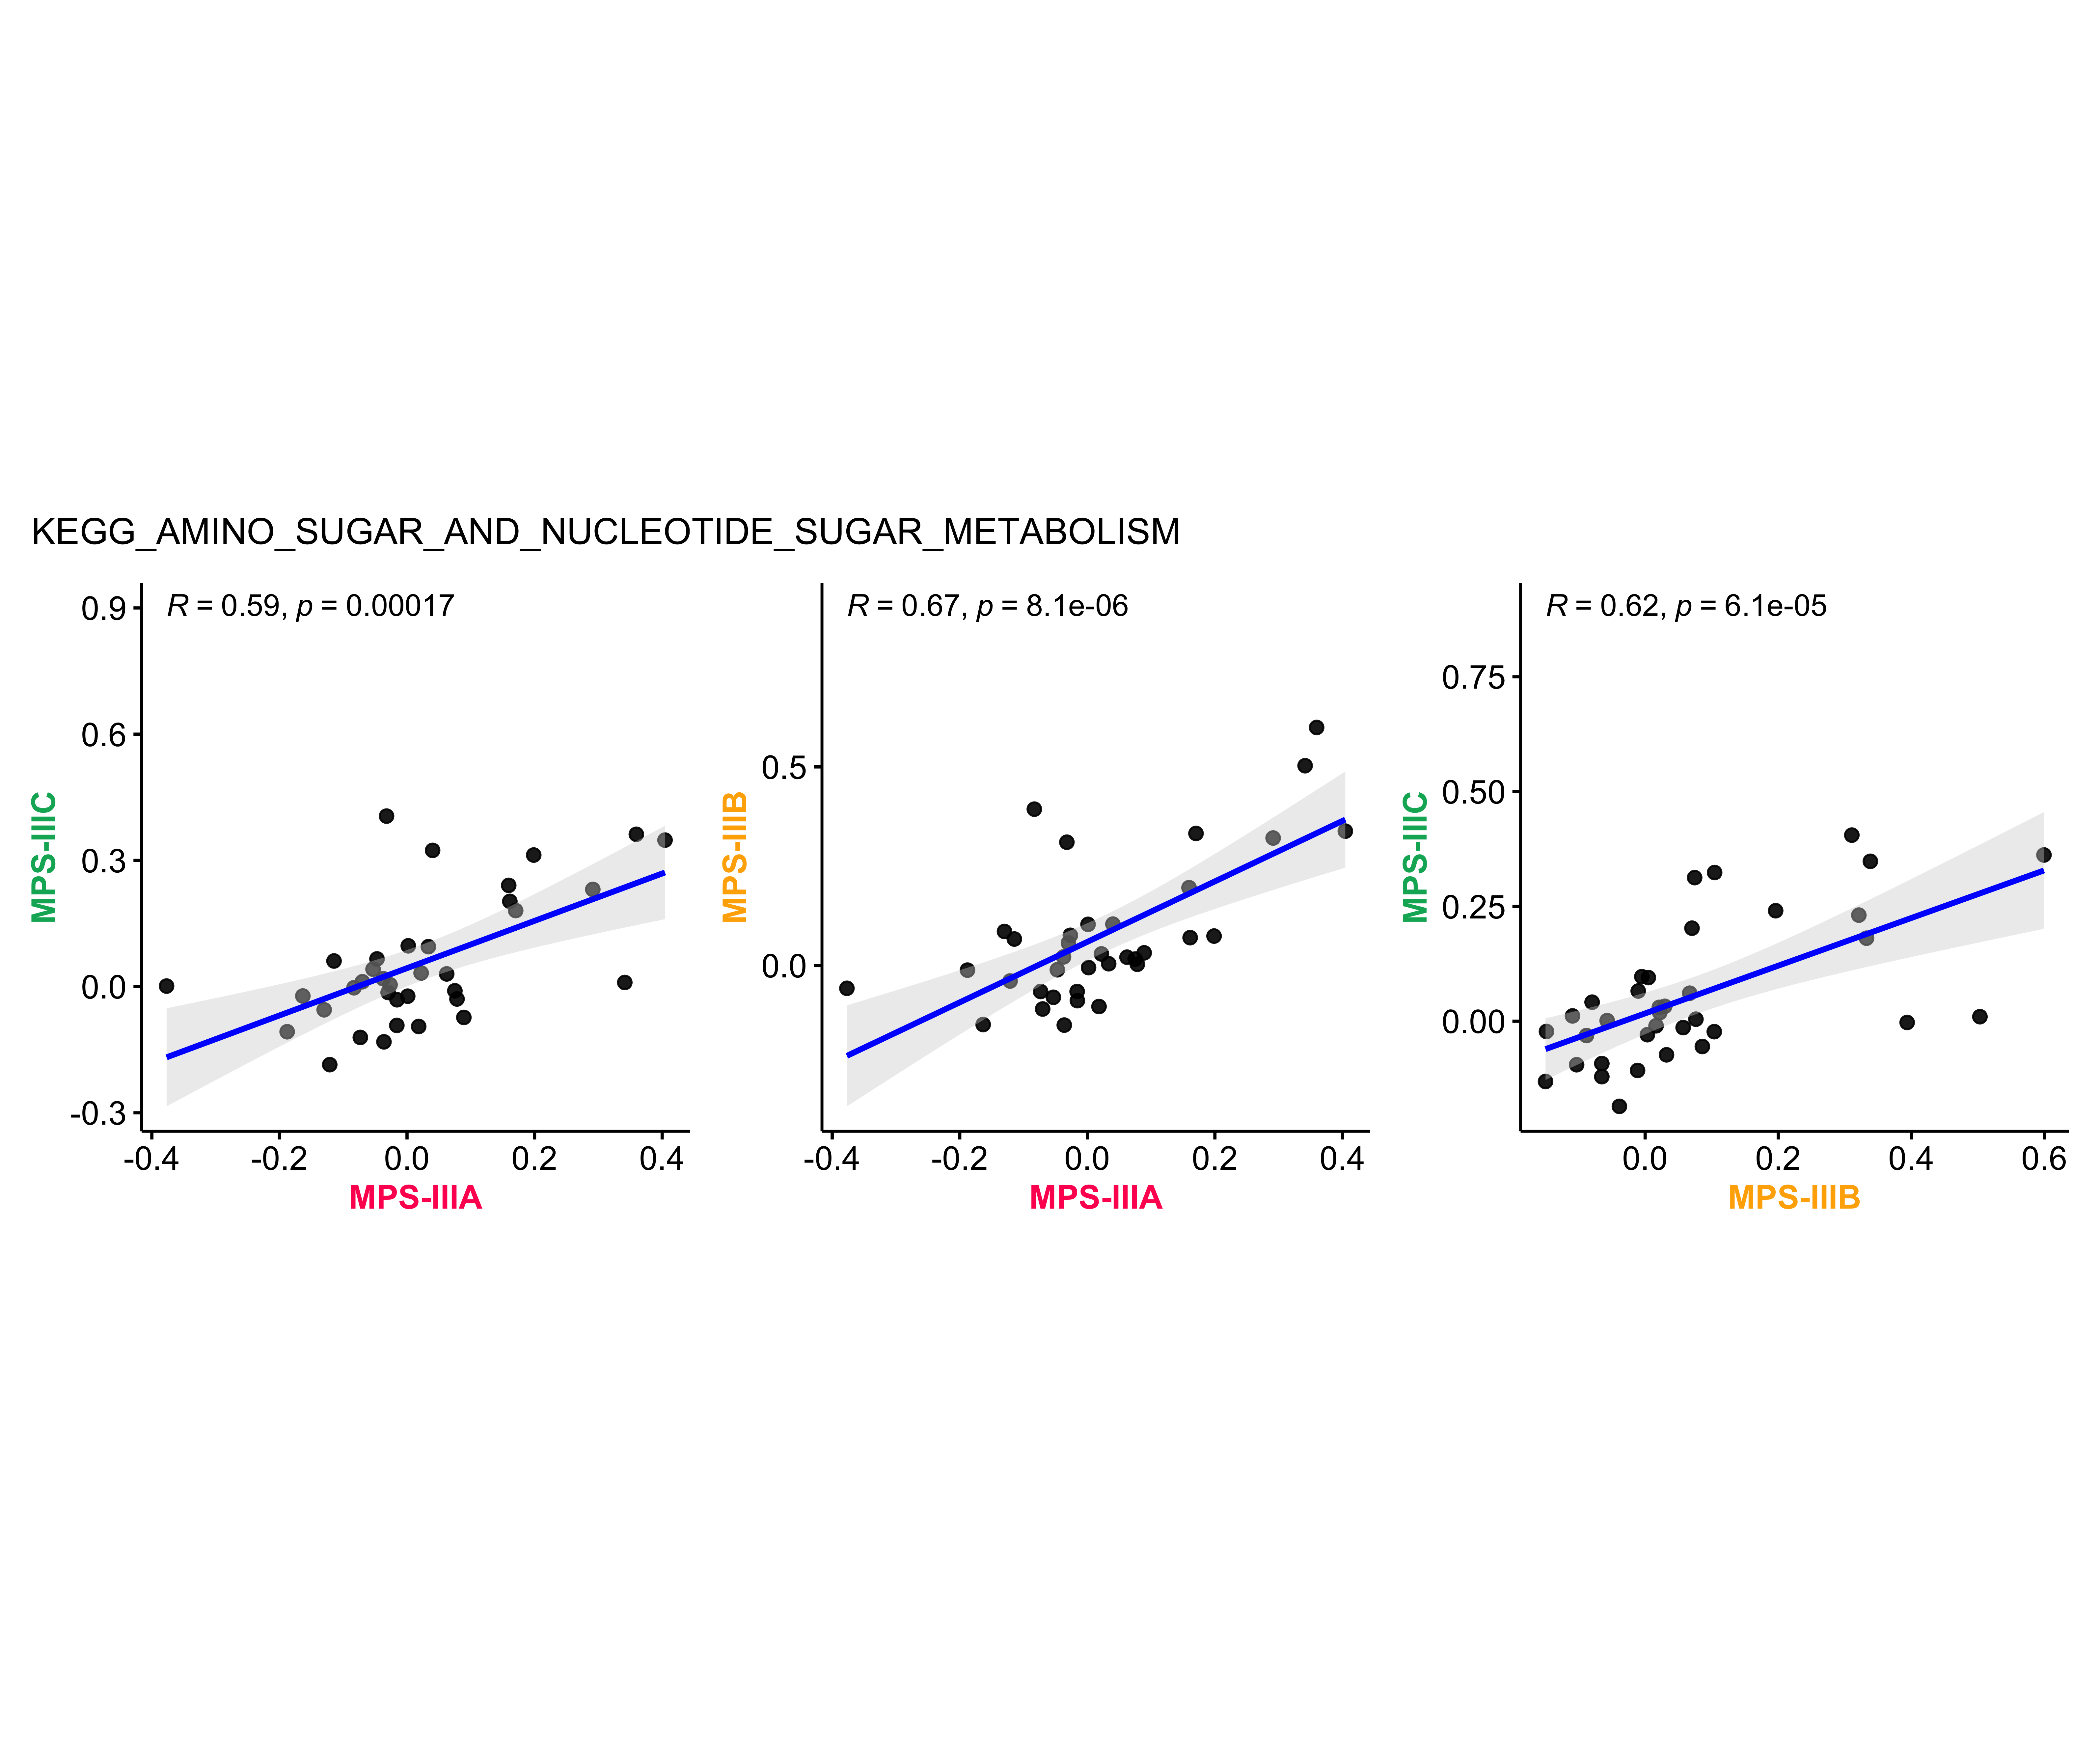 KEGG_AMINO_SUGAR_AND_NUCLEOTIDE_SUGAR_METABOLISM
R = 0.59, p = 0.00017
0.9
0.6
0.3
0.0
-0.3
MPS-IIIC
-0.4 -0.2 0.0 0.2 0.4
MPS-IIIA
R = 0.67, p = 8.1e-06
0.5
0.0
MPS-IIIB
-0.4 -0.2 0.0 0.2 0.4
MPS-IIIA
R = 0.62, p = 6.1e-05
0.75
0.50
0.25
0.00
MPS-IIIC
0.0 0.2 0.4 0.6
MPS-IIIB